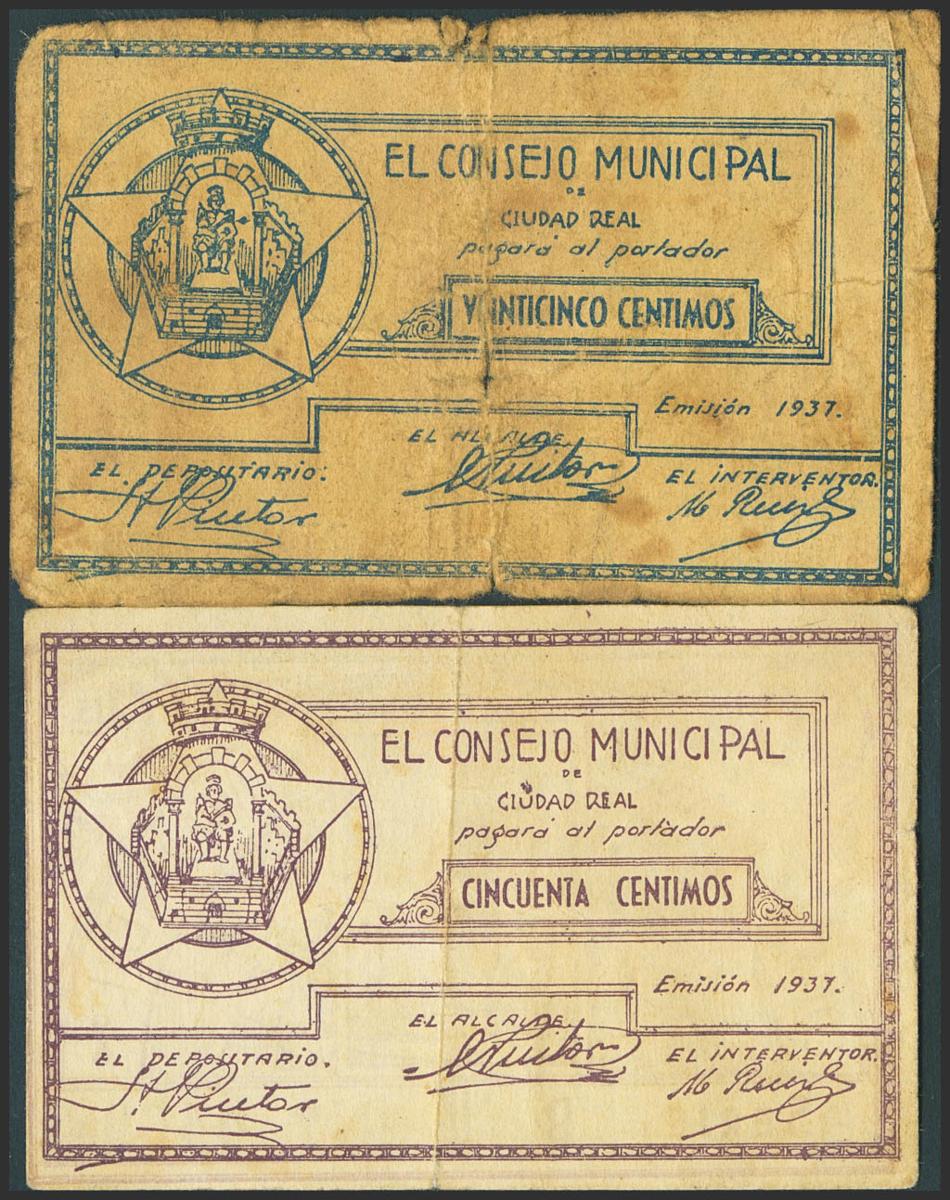 EL CONSEJO MUNICIPAL
DE
CIUDAD REAL
pagará al portador
VEINTICINCO CENTIMOS
Emisión 1937.
EL ALCALDE
EL DEPOSITARIO:
EL INTERVENTOR.
EL CONSEJO MUNICIPAL
DE
CIUDAD REAL
pagará al portador
CINCUENTA CENTIMOS
Emisión 1937.
EL ALCALDE
EL DEPOSITARIO.
EL INTERVENTOR.